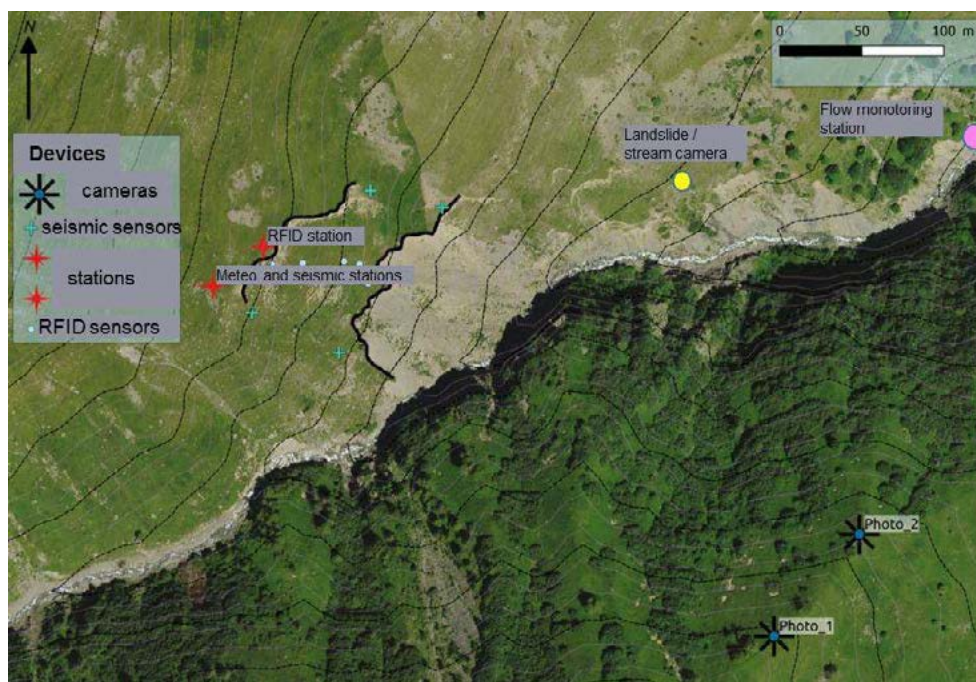 N
0 50 100 m
Flow monotoring
station
Landslide /
stream camera
Devices
cameras
seismic sensors
stations
RFID sensors
RFID station
Meteo. and seismic stations
Photo_2
Photo_1